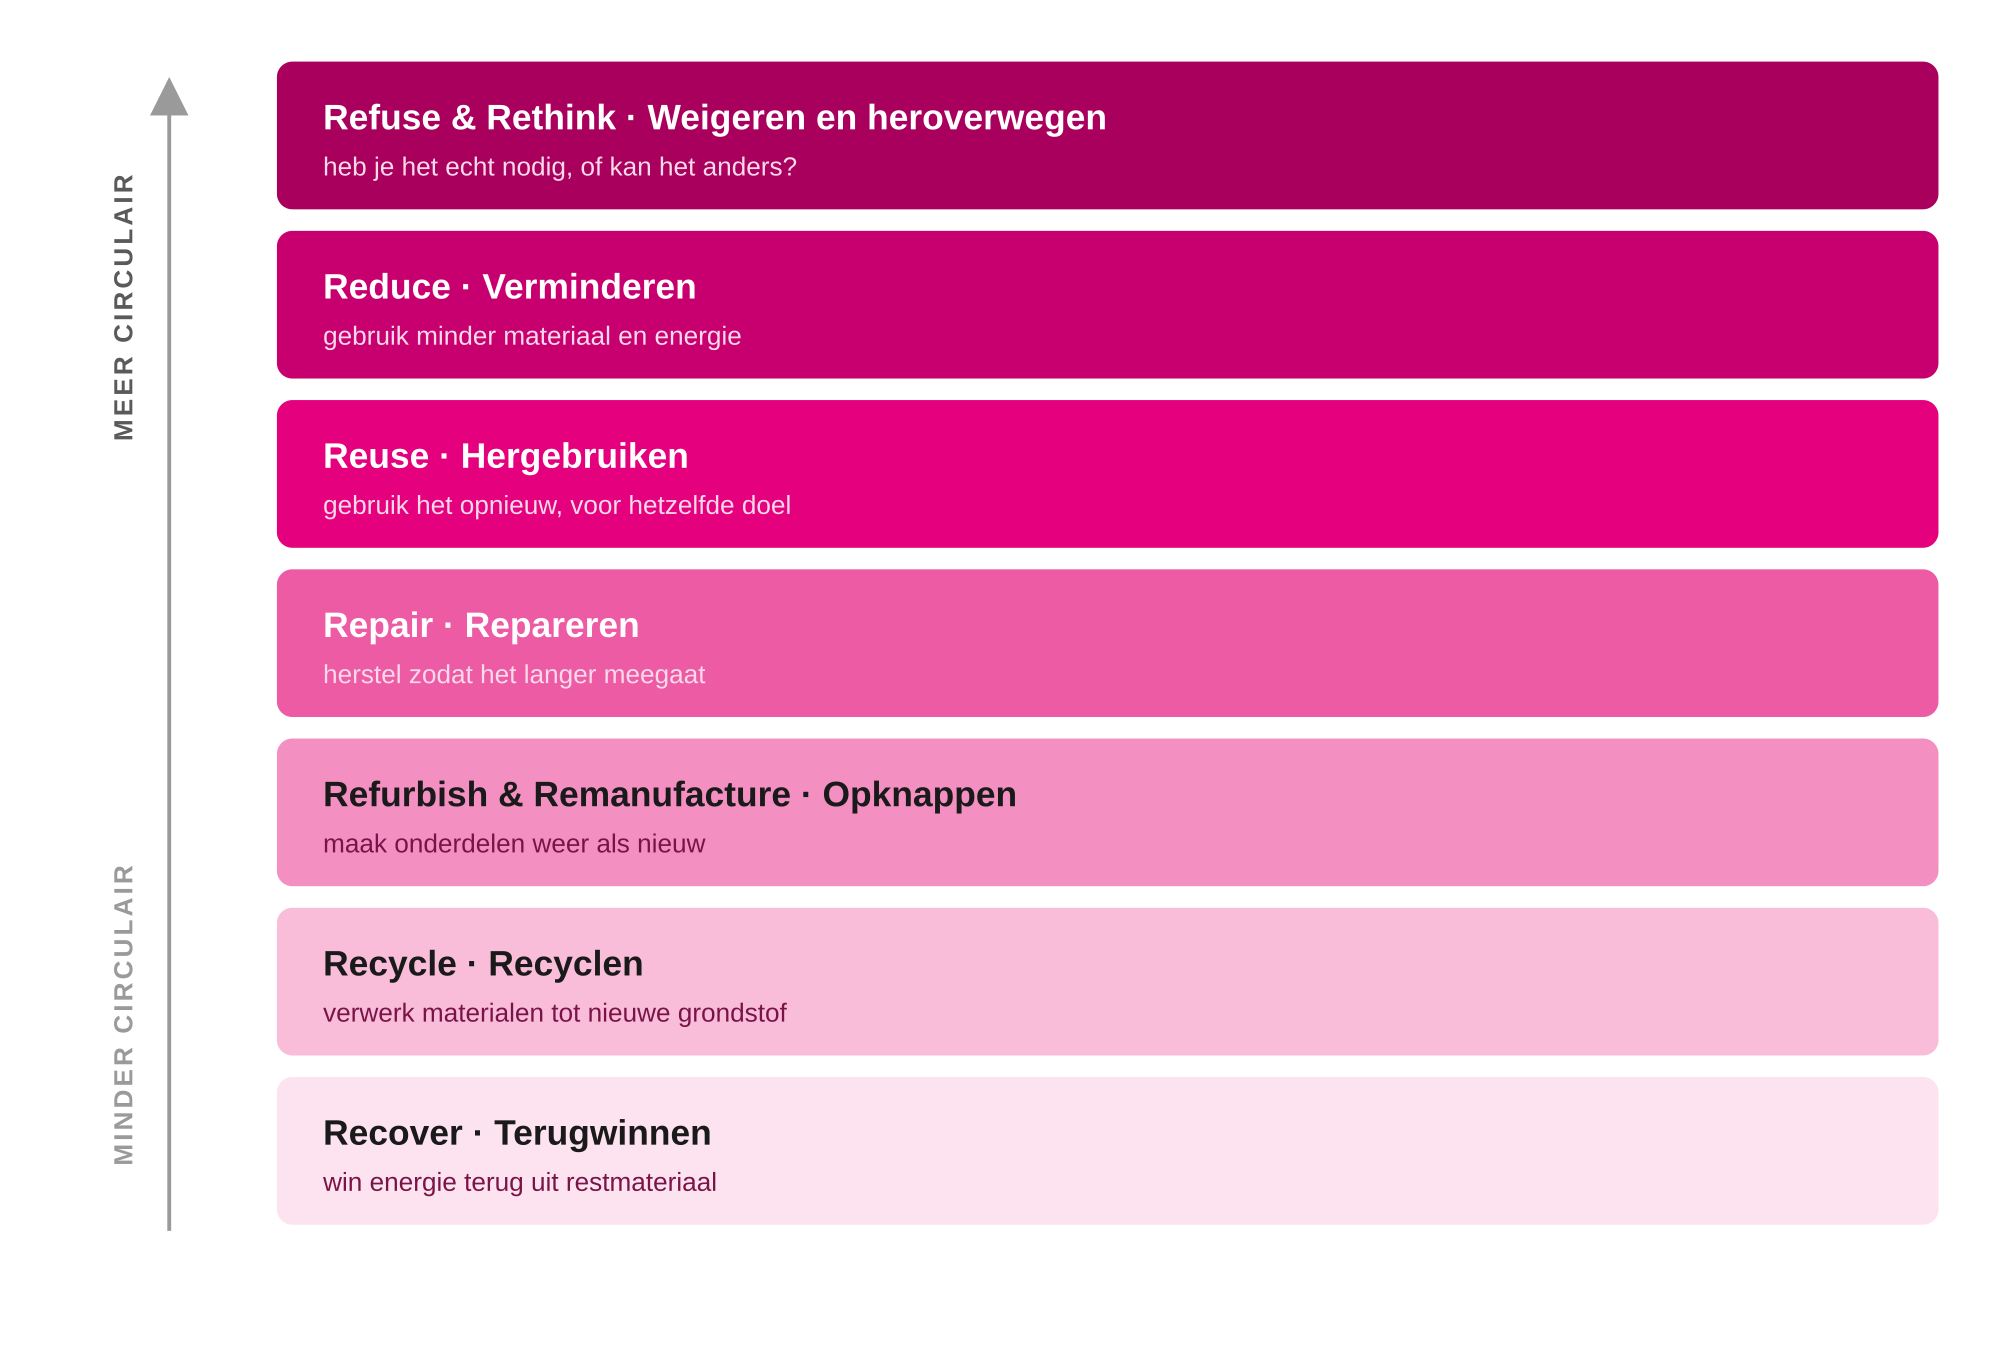 MEER CIRCULAIR
Refuse & Rethink · Weigeren en heroverwegen
heb je het echt nodig, of kan het anders?
Reduce · Verminderen
gebruik minder materiaal en energie
Reuse · Hergebruiken
gebruik het opnieuw, voor hetzelfde doel
Repair · Repareren
herstel zodat het langer meegaat
MINDER CIRCULAIR
Refurbish & Remanufacture · Opknappen
maak onderdelen weer als nieuw
Recycle · Recyclen
verwerk materialen tot nieuwe grondstof
Recover · Terugwinnen
win energie terug uit restmateriaal